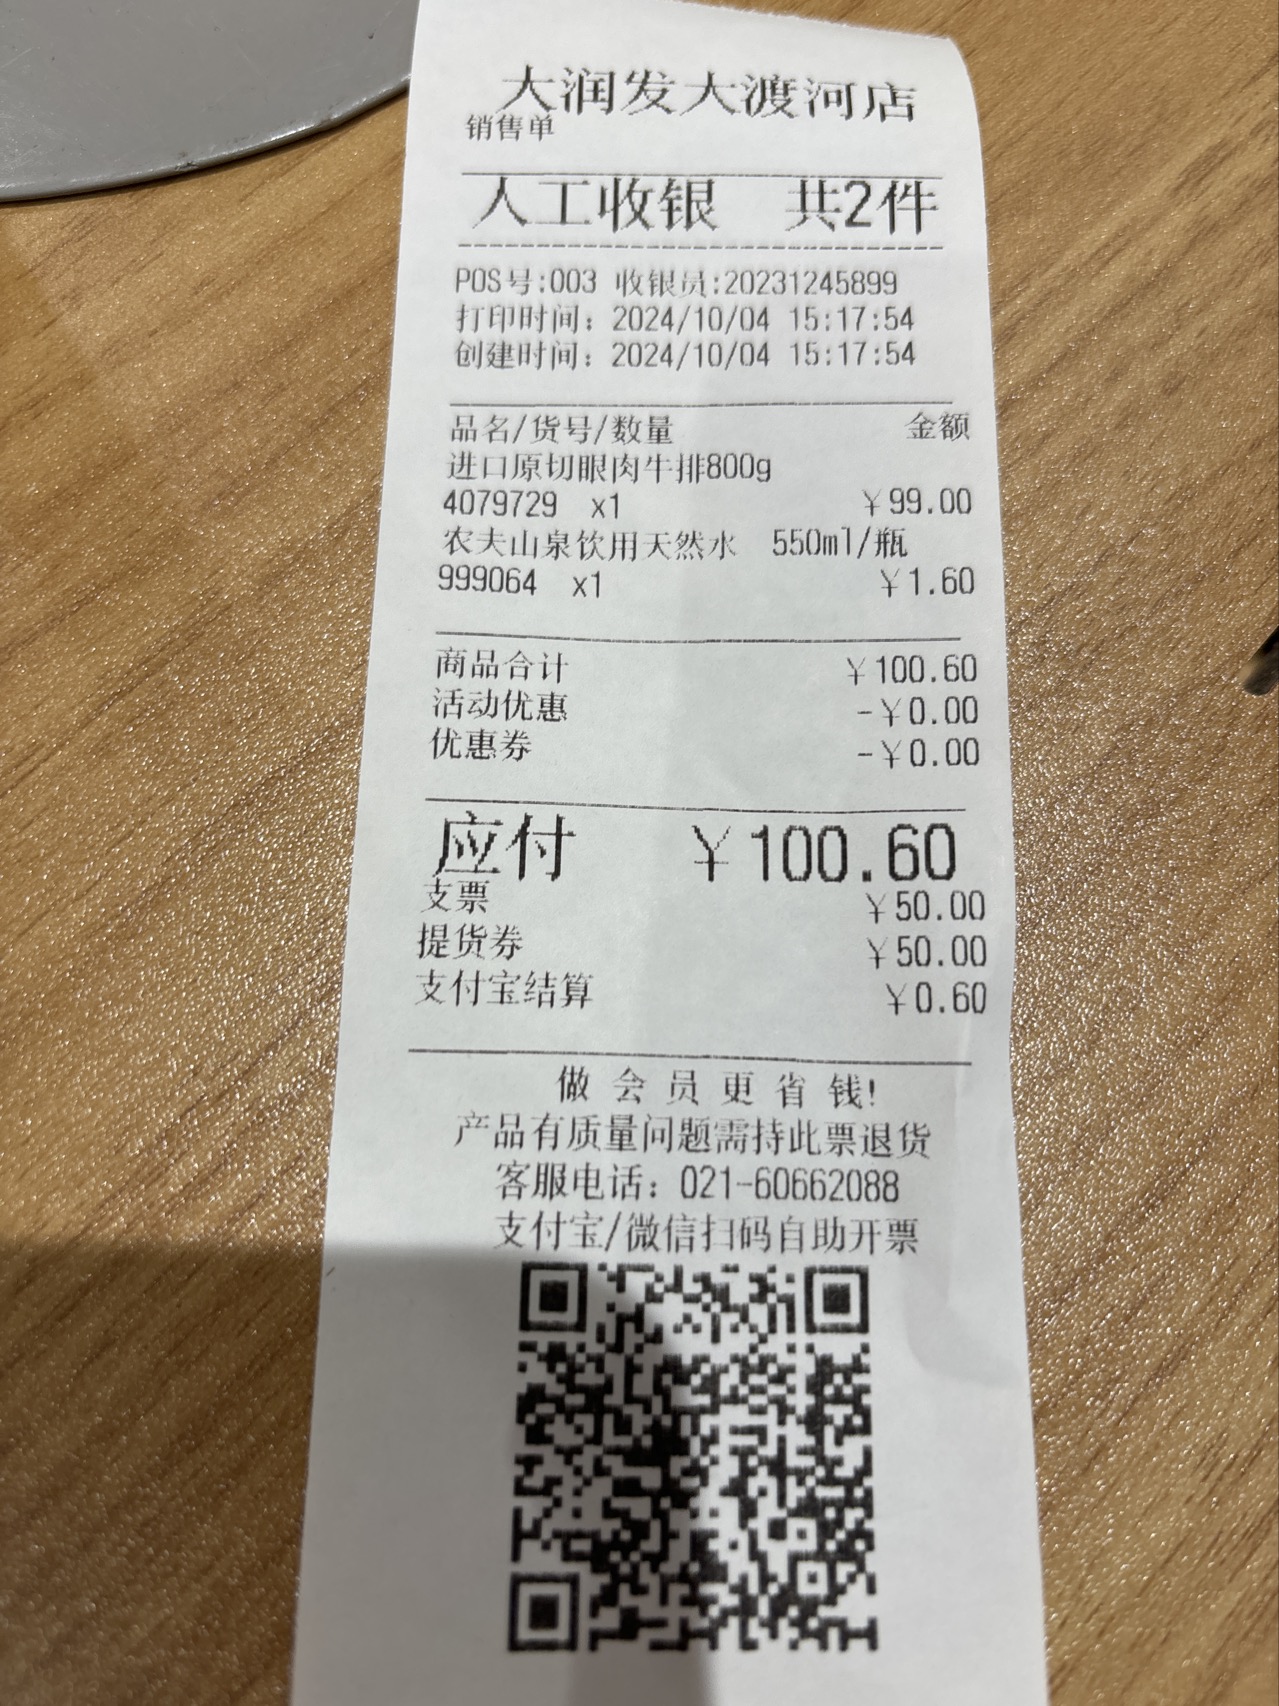 大润发大渡河店
销售单
人工收银 共2件
POS号:003 收银员:20231245899
打印时间：2024/10/04 15:17:54
创建时间：2024/10/04 15:17:54
品名/货号/数量 金额
进口原切眼肉牛排800g
4079729 x1 ￥99.00
农夫山泉饮用天然水 550ml/瓶
999064 x1 ￥1.60
商品合计 ￥100.60
活动优惠 -￥0.00
优惠券 -￥0.00
应付 ￥100.60
支票 ￥50.00
提货券 ￥50.00
支付宝结算 ￥0.60
做会员更省钱!
产品有质量问题需持此票退货
客服电话：021-60662088
支付宝/微信扫码自助开票